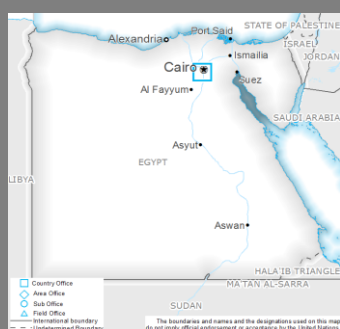 STATE OF PALESTINE
Port Said
Alexandria
ISRAEL
Ismailia
JORDAN
Cairo
Suez
Al Fayyum
SAUDI ARABIA
Asyut
EGYPT
LIBYA
Aswan
HALA'IB TRIANGLE
MA'TAN AL-SARRA
SUDAN
Country Office
Area Office
Sub Office
Field Office
International boundary
Undetermined Boundary
The boundaries and names and the designations used on this map
do not imply official endorsement or acceptance by the United Nations.